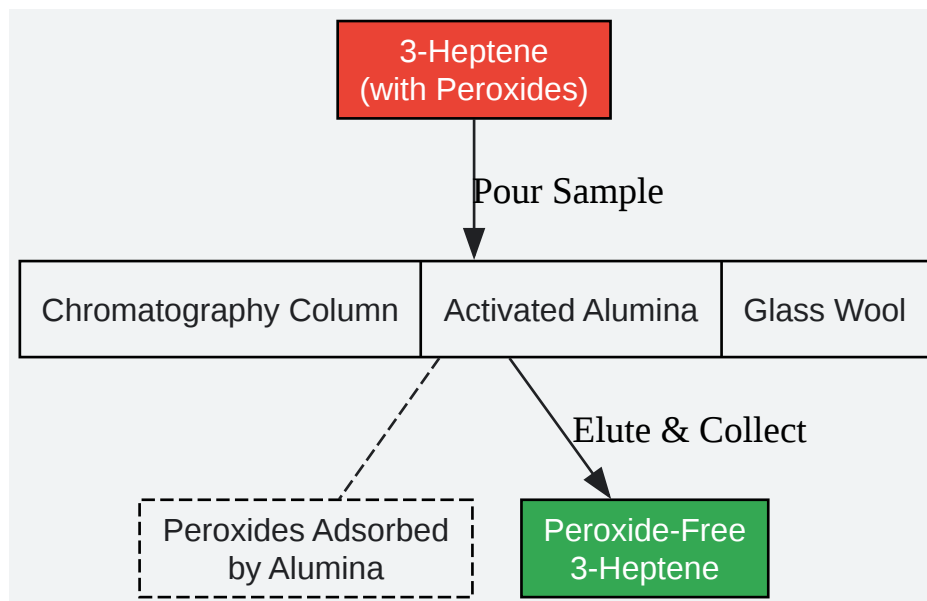 3-Heptene
(with Peroxides)
Pour Sample
Chromatography Column
Activated Alumina
Glass Wool
Elute & Collect
Peroxides Adsorbed
by Alumina
Peroxide-Free
3-Heptene